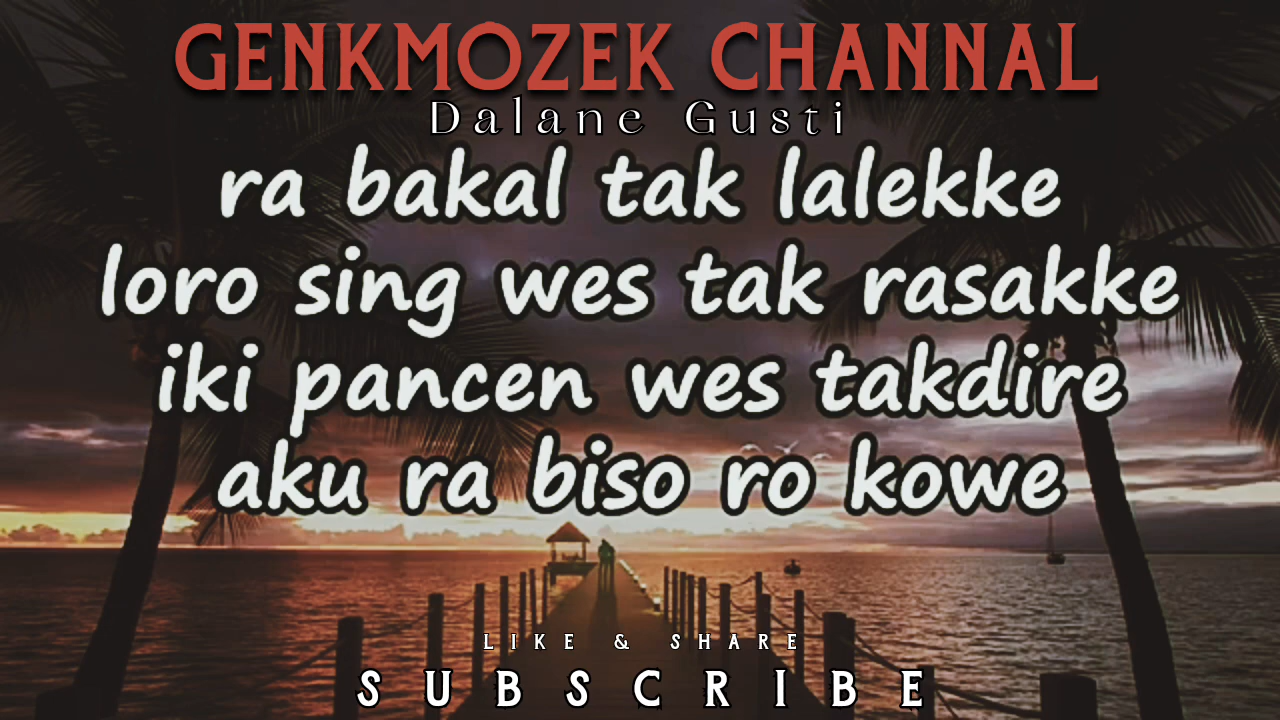 GENKMOZEK CHANNAL
Dalane Gusti
ra bakal tak lalekke
loro sing wes tak rasakke
iki pancen wes takdire
aku ra biso ro kowe
LIKE & SHARE
SUBSCRIBE